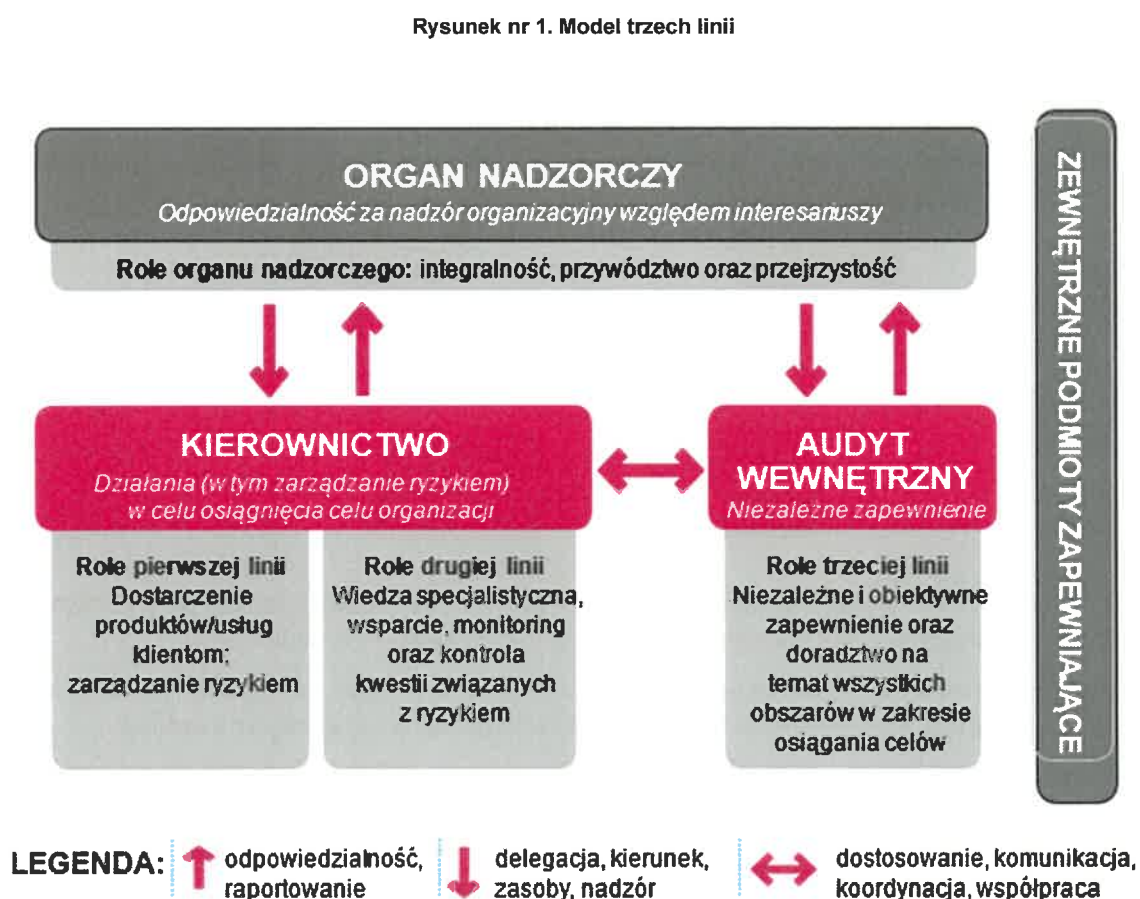 Rysunek nr 1. Model trzech linii
ORGAN NADZORCZY
Odpowiedzialność za nadzór organizacyjny względem interesariuszy
Role organu nadzorczego: integralność, przywództwo oraz przejrzystość
KIEROWNICTWO
Działania (w tym zarządzanie ryzykiem)
w celu osiągnięcia celu organizacji
Role pierwszej linii
Dostarczenie
produktów/usług
klientom;
zarządzanie ryzykiem
Role drugiej linii
Wiedza specjalistyczna,
wsparcie, monitoring
oraz kontrola
kwestii związanych
z ryzykiem
AUDYT
WEWNĘTRZNY
Niezależne zapewnienie
Role trzeciej linii
Niezależne i obiektywne
zapewnienie oraz
doradztwo na
temat wszystkich
obszarów w zakresie
osiągania celów
ZEWNĘTRZNE PODMIOTY ZAPEWNIAJĄCE
LEGENDA:
odpowiedzialność,
raportowanie
delegacja, kierunek,
zasoby, nadzór
dostosowanie, komunikacja,
koordynacja, współpraca